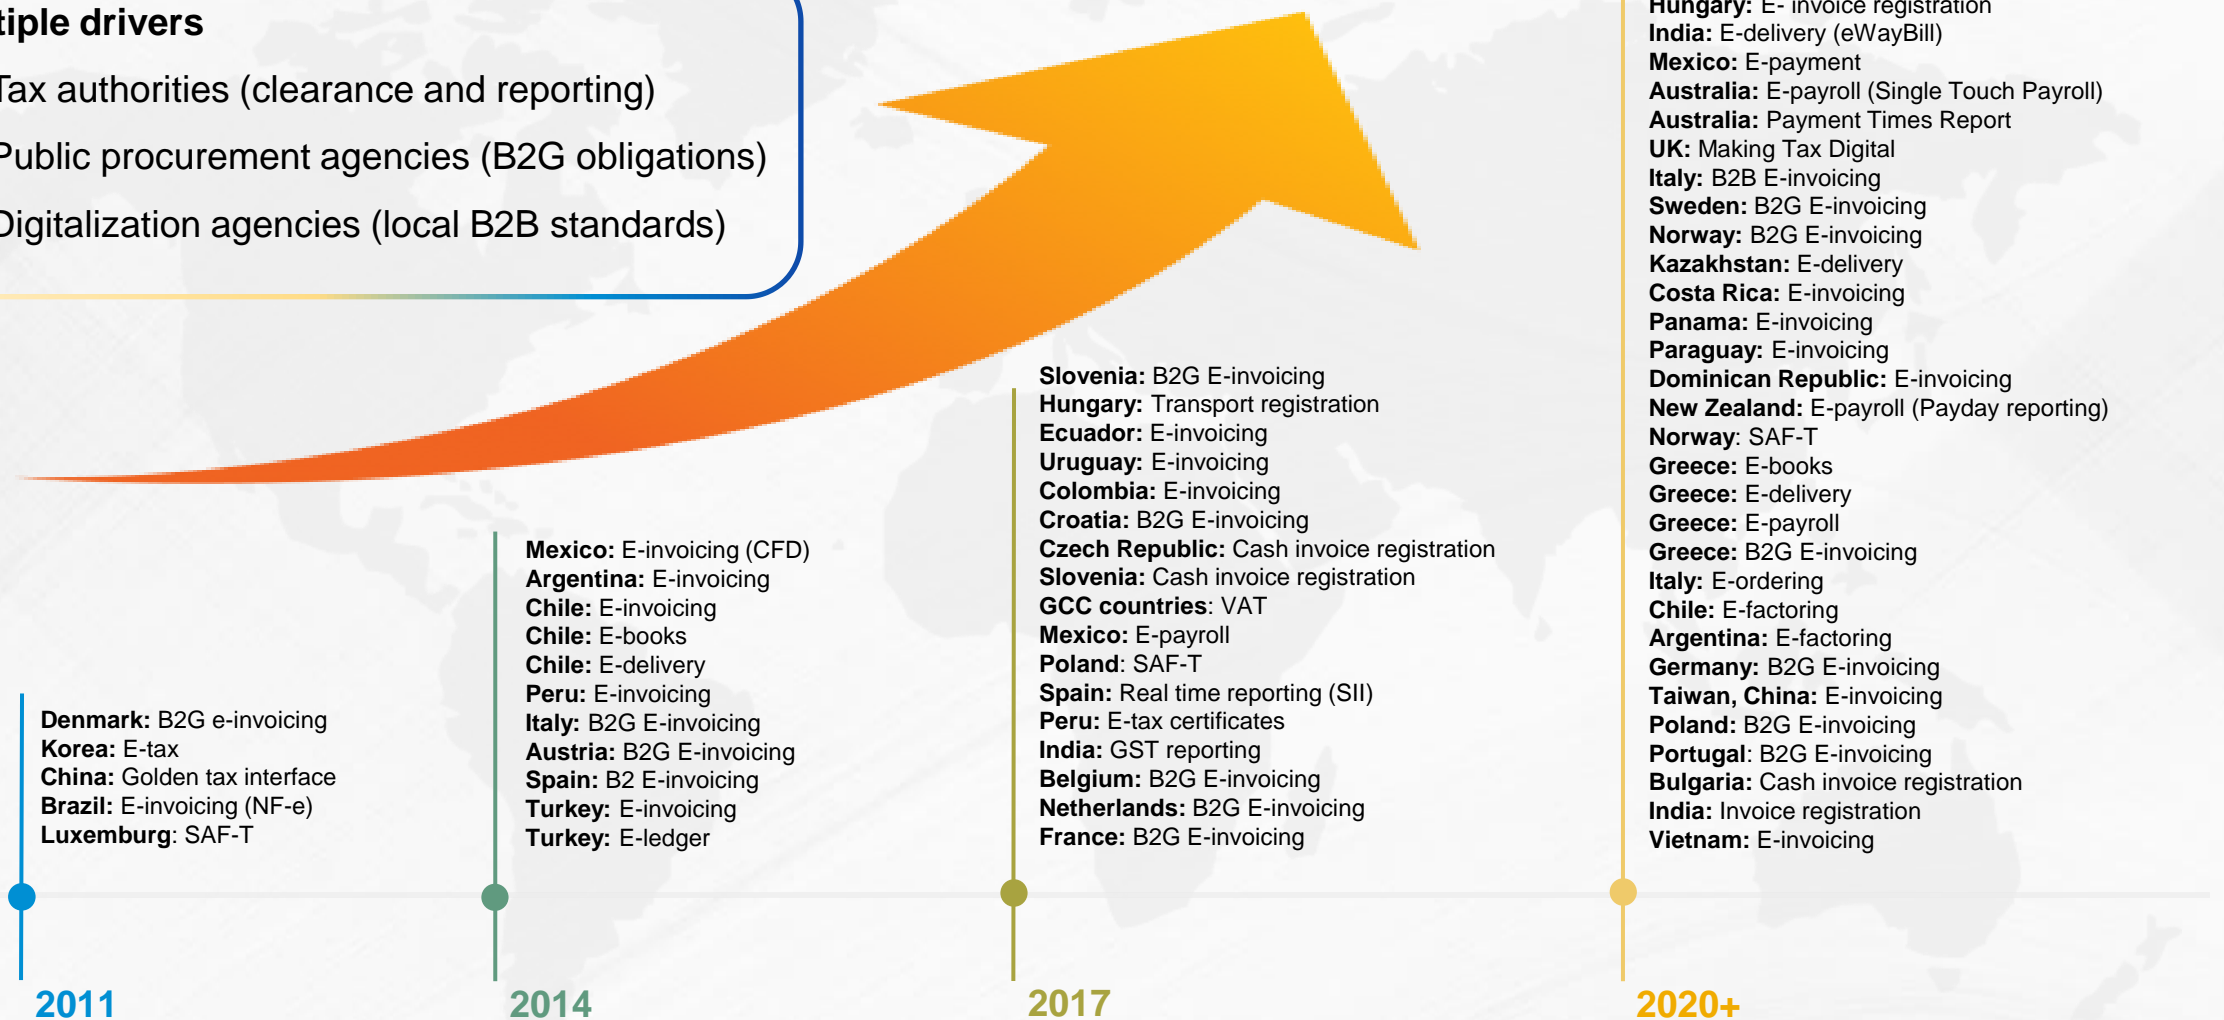 tiple drivers
Tax authorities (clearance and reporting)
Public procurement agencies (B2G obligations)
Digitalization agencies (local B2B standards)
Denmark: B2G e-invoicing
Korea: E-tax
China: Golden tax interface
Brazil: E-invoicing (NF-e)
Luxemburg: SAF-T
2011
Mexico: E-invoicing (CFD)
Argentina: E-invoicing
Chile: E-invoicing
Chile: E-books
Chile: E-delivery
Peru: E-invoicing
Italy: B2G E-invoicing
Austria: B2G E-invoicing
Spain: B2 E-invoicing
Turkey: E-invoicing
Turkey: E-ledger
2014
Slovenia: B2G E-invoicing
Hungary: Transport registration
Ecuador: E-invoicing
Uruguay: E-invoicing
Colombia: E-invoicing
Croatia: B2G E-invoicing
Czech Republic: Cash invoice registration
Slovenia: Cash invoice registration
GCC countries: VAT
Mexico: E-payroll
Poland: SAF-T
Spain: Real time reporting (SII)
Peru: E-tax certificates
India: GST reporting
Belgium: B2G E-invoicing
Netherlands: B2G E-invoicing
France: B2G E-invoicing
2017
Hungary: E- invoice registration
India: E-delivery (eWayBill)
Mexico: E-payment
Australia: E-payroll (Single Touch Payroll)
Australia: Payment Times Report
UK: Making Tax Digital
Italy: B2B E-invoicing
Sweden: B2G E-invoicing
Norway: B2G E-invoicing
Kazakhstan: E-delivery
Costa Rica: E-invoicing
Panama: E-invoicing
Paraguay: E-invoicing
Dominican Republic: E-invoicing
New Zealand: E-payroll (Payday reporting)
Norway: SAF-T
Greece: E-books
Greece: E-delivery
Greece: E-payroll
Greece: B2G E-invoicing
Italy: E-ordering
Chile: E-factoring
Argentina: E-factoring
Germany: B2G E-invoicing
Taiwan, China: E-invoicing
Poland: B2G E-invoicing
Portugal: B2G E-invoicing
Bulgaria: Cash invoice registration
India: Invoice registration
Vietnam: E-invoicing
2020+